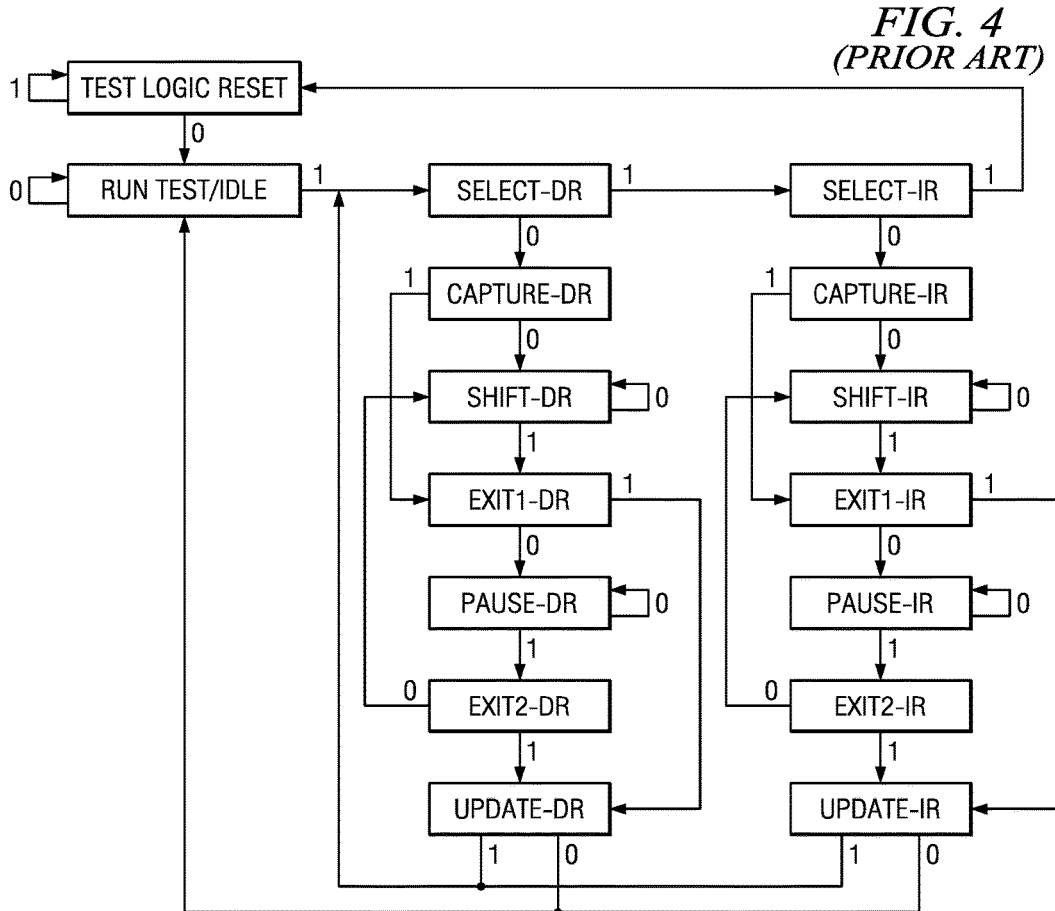 FIG. 4
(PRIOR ART)
1
TEST LOGIC RESET
0
0
RUN TEST/IDLE
1
SELECT-DR
1
SELECT-IR
1
0
0
1
CAPTURE-DR
1
CAPTURE-IR
0
0
SHIFT-DR
0
SHIFT-IR
0
1
1
EXIT1-DR
1
EXIT1-IR
1
0
0
PAUSE-DR
0
PAUSE-IR
0
1
1
0
EXIT2-DR
0
EXIT2-IR
1
1
UPDATE-DR
UPDATE-IR
1
0
1
0